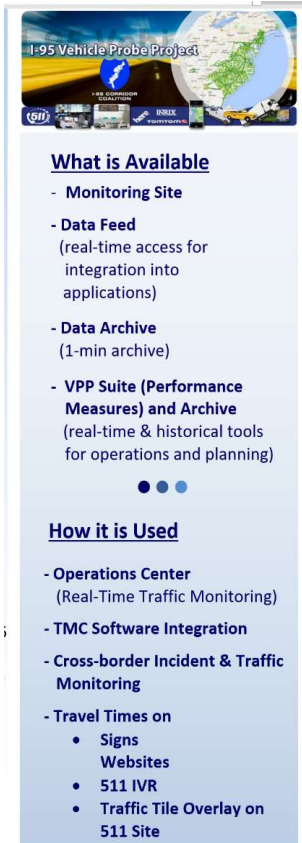 I-95 Vehicle Probe Project
I-95 CORRIDOR
COALITION
511
here
INRIX
TOMTOM
What is Available
- Monitoring Site
- Data Feed
(real-time access for
integration into
applications)
- Data Archive
(1-min archive)
- VPP Suite (Performance
Measures) and Archive
(real-time & historical tools
for operations and planning)
How it is Used
- Operations Center
(Real-Time Traffic Monitoring)
- TMC Software Integration
- Cross-border Incident & Traffic
Monitoring
- Travel Times on
• Signs
Websites
• 511 IVR
• Traffic Tile Overlay on
511 Site